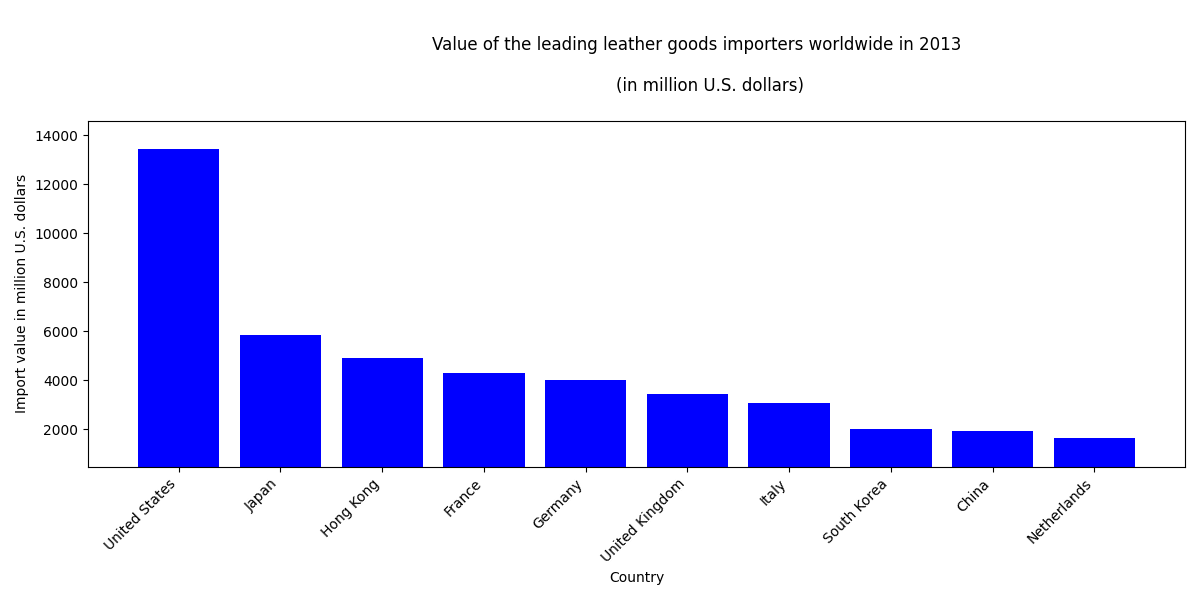 Value of the leading leather goods importers worldwide in 2013
(in million U.S. dollars)
Import value in million U.S. dollars
14000
12000
10000
8000
6000
4000
2000
United States
Japan
Hong Kong
France
Germany
United Kingdom
Italy
South Korea
China
Netherlands
Country